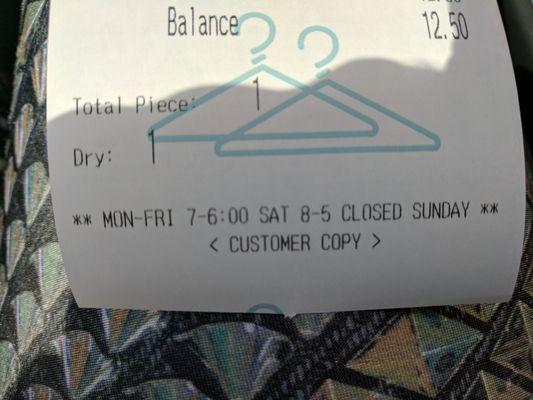 Balance 12.50
Total Piece: 1
Dry: 1
** MON-FRI 7-6:00 SAT 8-5 CLOSED SUNDAY **
< CUSTOMER COPY >